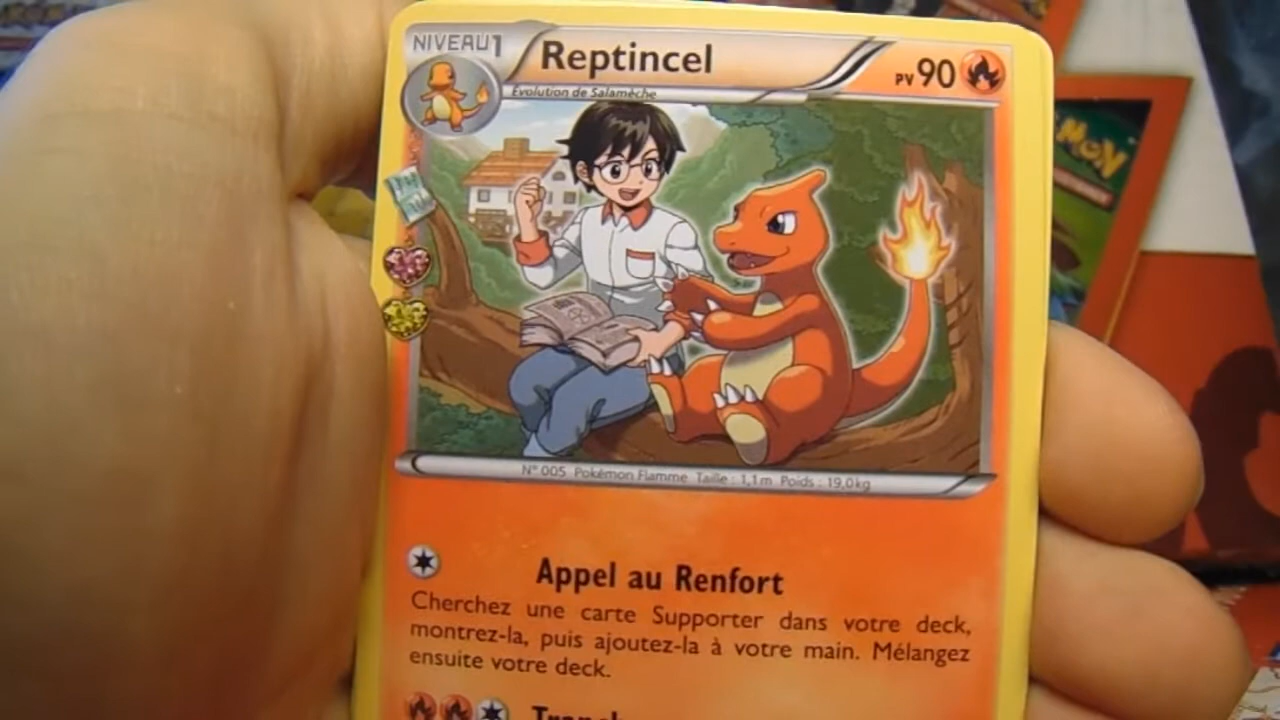 NIVEAU 1
Reptincel
PV 90
Évolution de Salamèche
N° 005 Pokémon Flamme Taille : 1,1m Poids : 19,0kg
Appel au Renfort
Cherchez une carte Supporter dans votre deck,
montrez-la, puis ajoutez-la à votre main. Mélangez
ensuite votre deck.